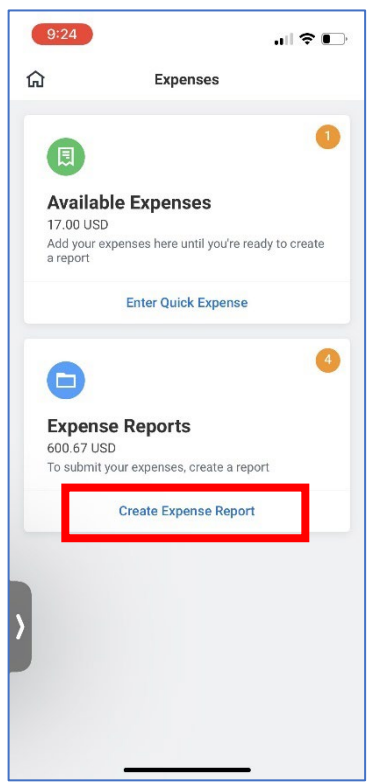 9:24
Expenses
1
Available Expenses
17.00 USD
Add your expenses here until you're ready to create
a report
Enter Quick Expense
4
Expense Reports
600.67 USD
To submit your expenses, create a report
Create Expense Report